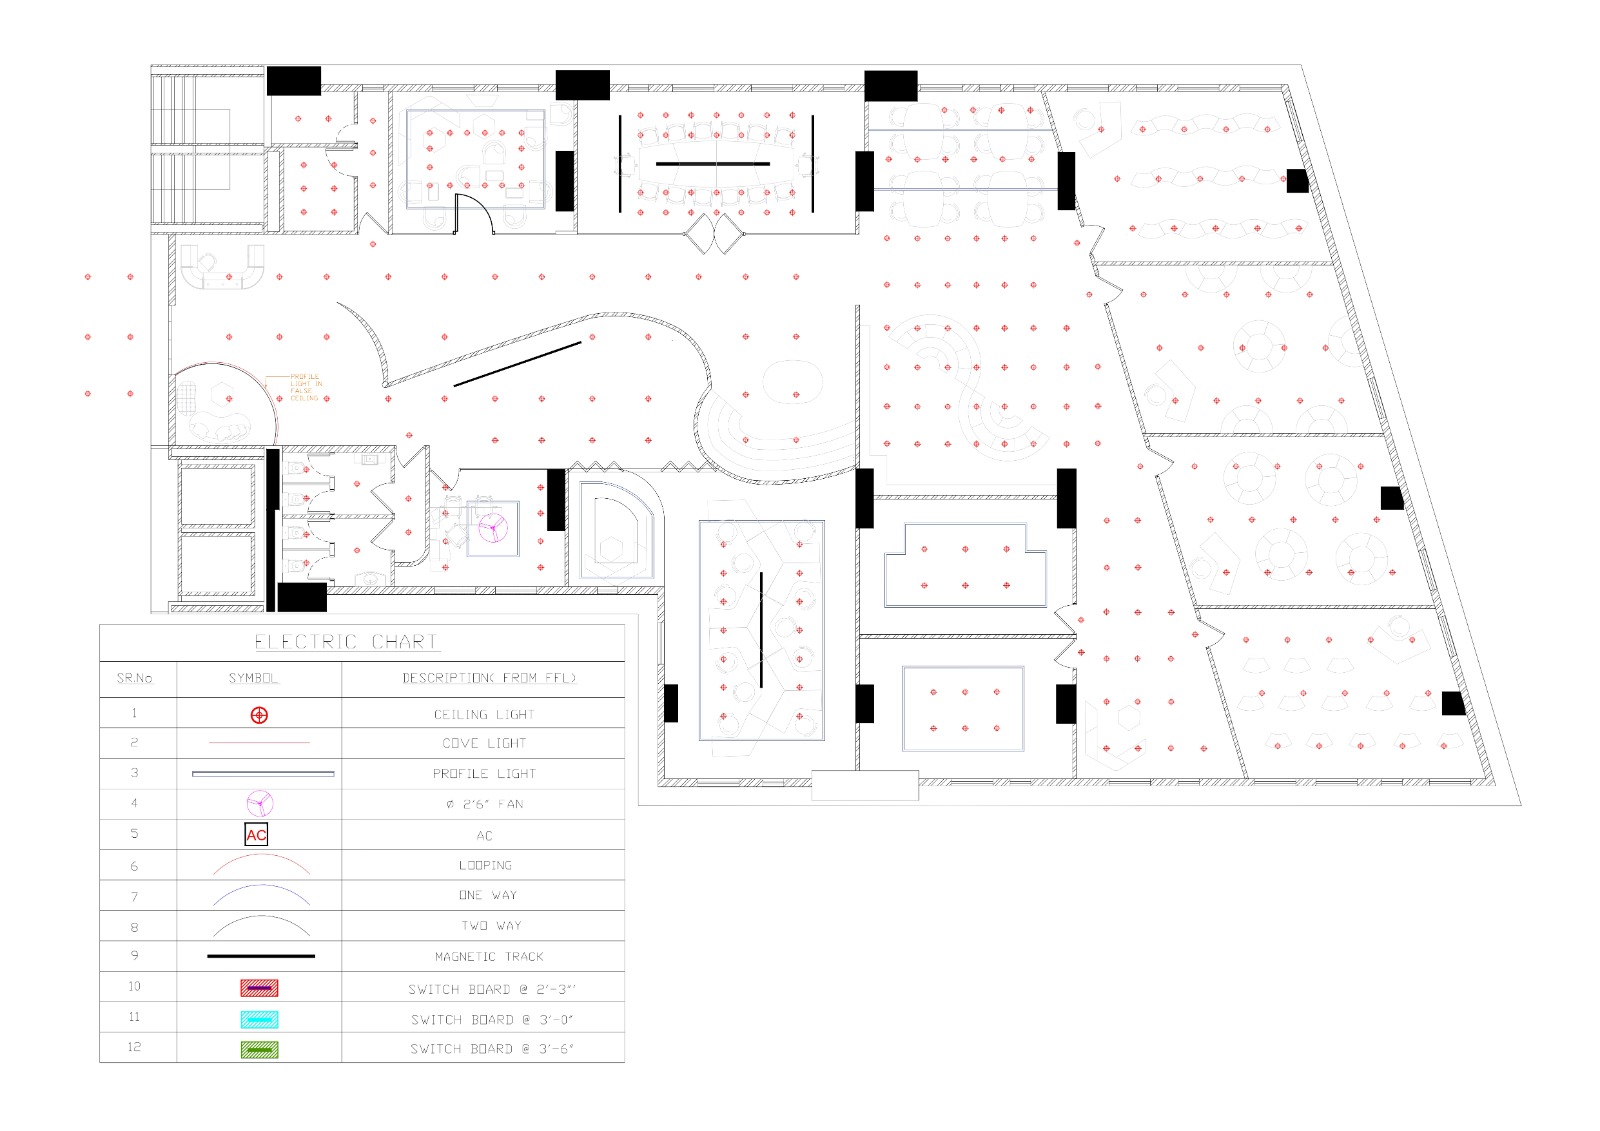 PROFILE
LIGHT IN
FALSE
CEILING
ELECTRIC CHART
SR.No SYMBOL DESCRIPTION( FROM FFL)
1 CEILING LIGHT
2 COVE LIGHT
3 PROFILE LIGHT
4 Ø 2'6" FAN
5 AC AC
6 LOOPING
7 ONE WAY
8 TWO WAY
9 MAGNETIC TRACK
10 SWITCH BOARD @ 2'-3"'
11 SWITCH BOARD @ 3'-0"
12 SWITCH BOARD @ 3'-6"